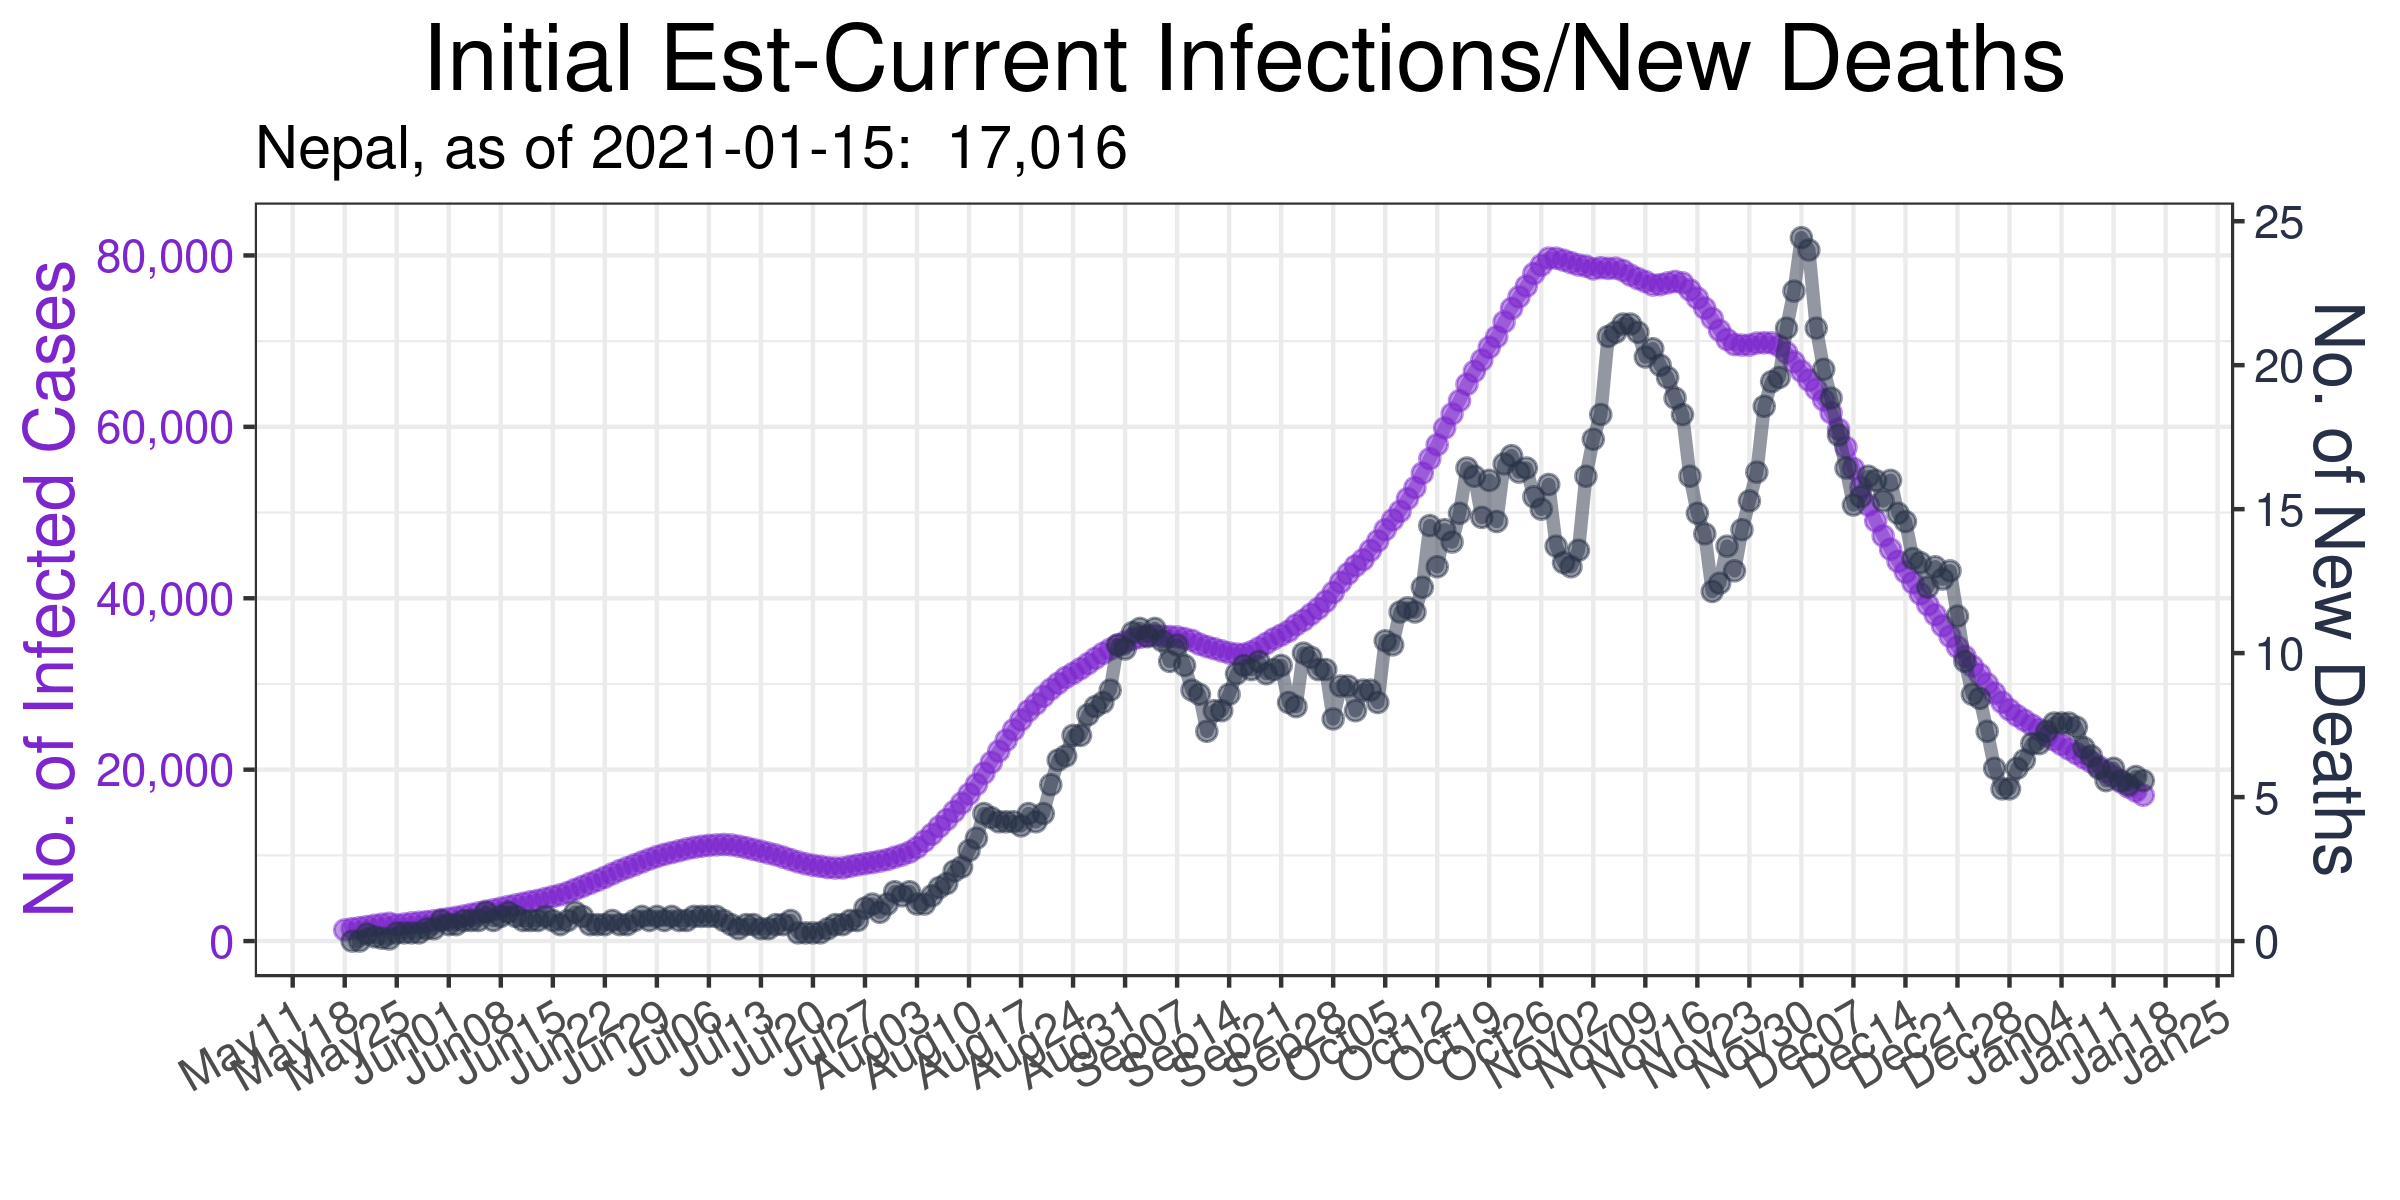 Initial Est-Current Infections/New Deaths
Nepal, as of 2021-01-15:  17,016
No. of Infected Cases
80,000
60,000
40,000
20,000
0
25
20
15
10
5
0
No. of New Deaths
May11
May18
May25
Jun01
Jun08
Jun15
Jun22
Jun29
Jul06
Jul13
Jul20
Jul27
Aug03
Aug10
Aug17
Aug24
Aug31
Sep07
Sep14
Sep21
Sep28
Oct05
Oct12
Oct19
Oct26
Nov02
Nov09
Nov16
Nov23
Nov30
Dec07
Dec14
Dec21
Dec28
Jan04
Jan11
Jan18
Jan25